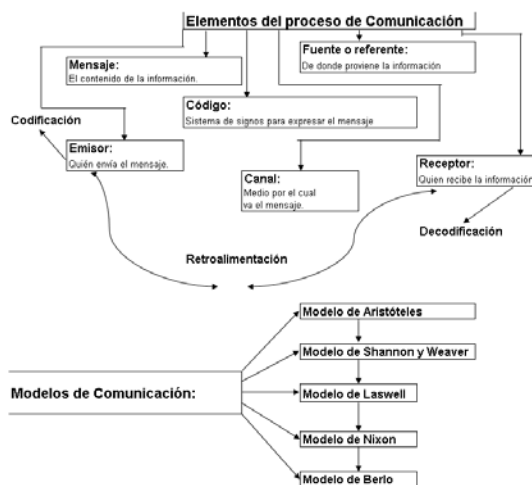 Elementos del proceso de Comunicación
Mensaje:
El contenido de la información.
Fuente o referente:
De donde proviene la información
Código:
Sistema de signos para expresar el mensaje
Codificación
Emisor:
Quién envía el mensaje.
Canal:
Medio por el cual
va el mensaje.
Receptor:
Quien recibe la información
Decodificación
Retroalimentación
Modelos de Comunicación:
Modelo de Aristóteles
Modelo de Shannon y Weaver
Modelo de Laswell
Modelo de Nixon
Modelo de Berlo